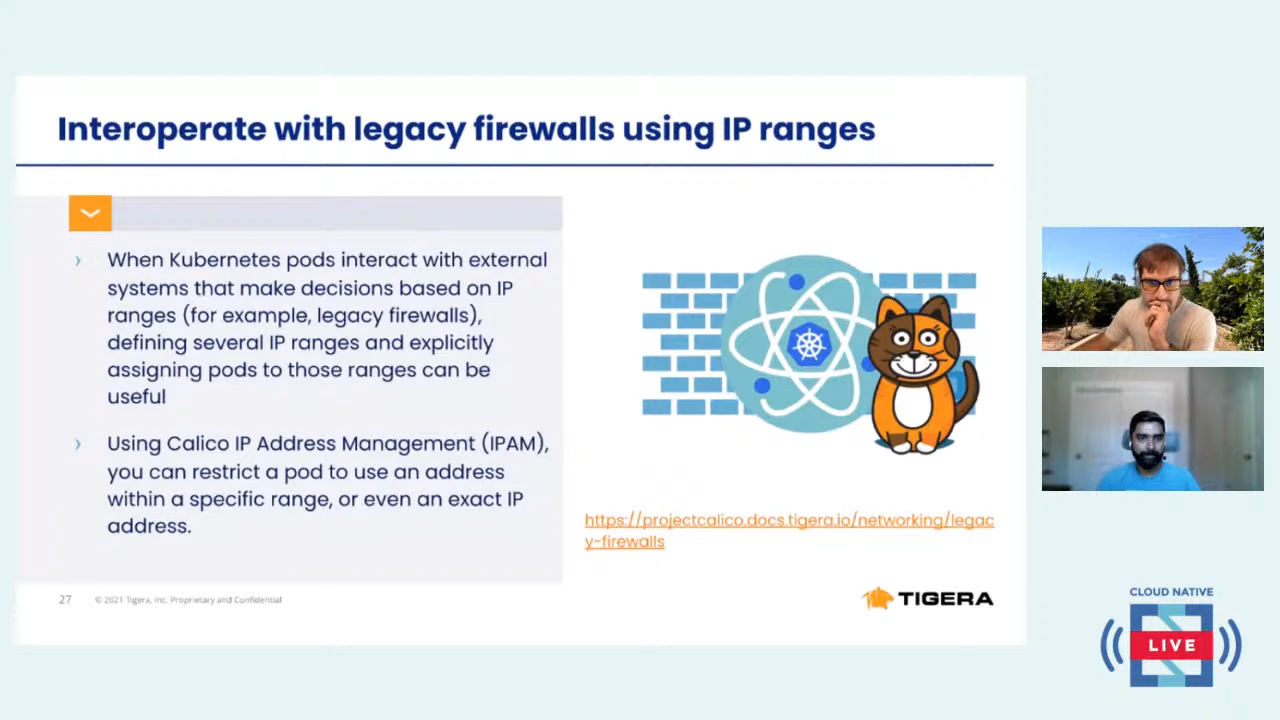 Interoperate with legacy firewalls using IP ranges
When Kubernetes pods interact with external
systems that make decisions based on IP
ranges (for example, legacy firewalls),
defining several IP ranges and explicitly
assigning pods to those ranges can be
useful
Using Calico IP Address Management (IPAM),
you can restrict a pod to use an address
within a specific range, or even an exact IP
address.
https://projectcalico.docs.tigera.io/networking/legac
y-firewalls
27
© 2021 Tigera, Inc. Proprietary and Confidential
TIGERA
CLOUD NATIVE
LIVE